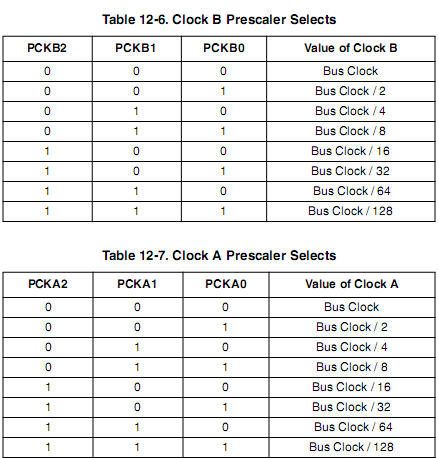 Table 12-6. Clock B Prescaler Selects
PCKB2 PCKB1 PCKB0 Value of Clock B
0 0 0 Bus Clock
0 0 1 Bus Clock / 2
0 1 0 Bus Clock / 4
0 1 1 Bus Clock / 8
1 0 0 Bus Clock / 16
1 0 1 Bus Clock / 32
1 1 0 Bus Clock / 64
1 1 1 Bus Clock / 128
Table 12-7. Clock A Prescaler Selects
PCKA2 PCKA1 PCKA0 Value of Clock A
0 0 0 Bus Clock
0 0 1 Bus Clock / 2
0 1 0 Bus Clock / 4
0 1 1 Bus Clock / 8
1 0 0 Bus Clock / 16
1 0 1 Bus Clock / 32
1 1 0 Bus Clock / 64
1 1 1 Bus Clock / 128